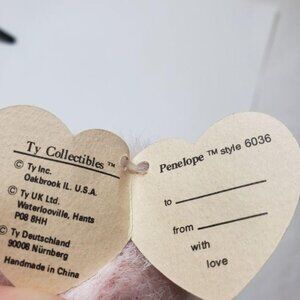 Ty Collectibles™
© Ty Inc.
Oakbrook IL. U.S.A.
© Ty UK Ltd.
Waterlooville, Hants
P08 8HH
© Ty Deutschland
90008 Nürnberg
Handmade in China
Penelope™ style 6036
to
from
with
love